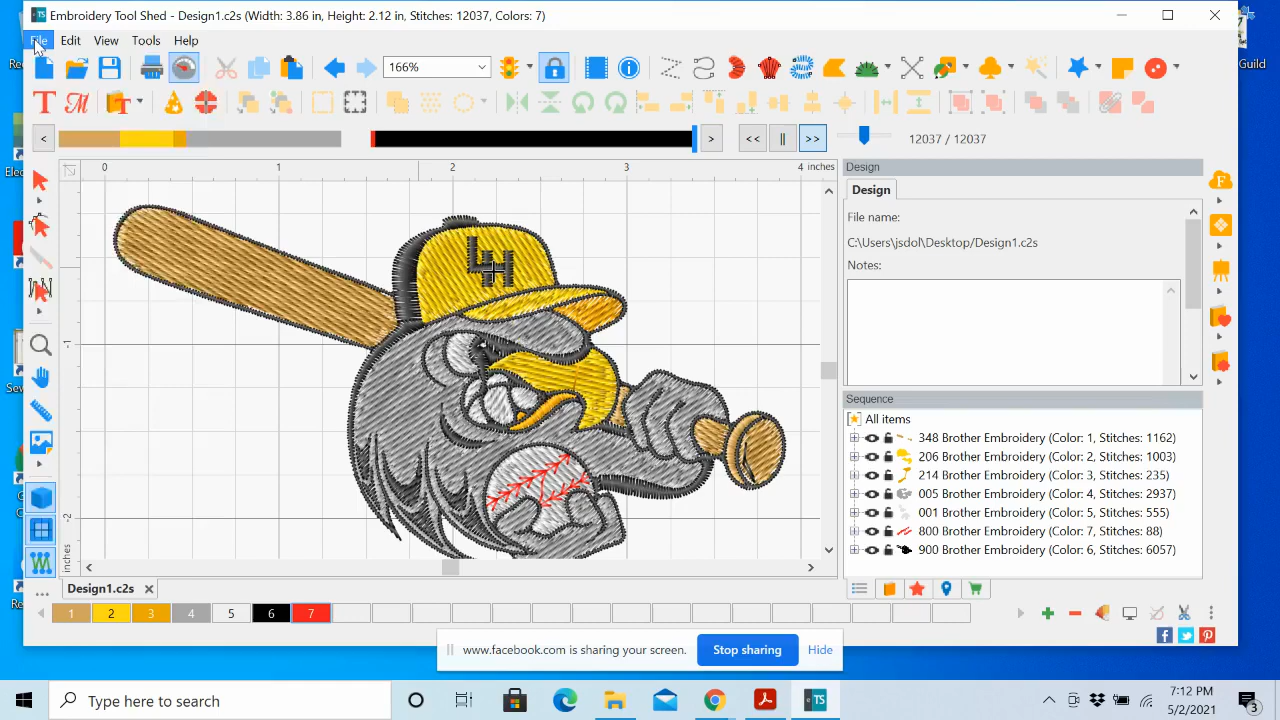 Embroidery Tool Shed - Design1.c2s (Width: 3.86 in, Height: 2.12 in, Stitches: 12037, Colors: 7)
File Edit View Tools Help
166%
12037 / 12037
0 1 2 3 4 inches
-1
-2
inches
LH
Design
Design
File name:
C:\Users\jsdol\Desktop/Design1.c2s
Notes:
Sequence
All items
348 Brother Embroidery (Color: 1, Stitches: 1162)
206 Brother Embroidery (Color: 2, Stitches: 1003)
214 Brother Embroidery (Color: 3, Stitches: 235)
005 Brother Embroidery (Color: 4, Stitches: 2937)
001 Brother Embroidery (Color: 5, Stitches: 555)
800 Brother Embroidery (Color: 7, Stitches: 88)
900 Brother Embroidery (Color: 6, Stitches: 6057)
Design1.c2s
1 2 3 4 5 6 7
www.facebook.com is sharing your screen. Stop sharing Hide
Type here to search
7:12 PM
5/2/2021
3
Guild